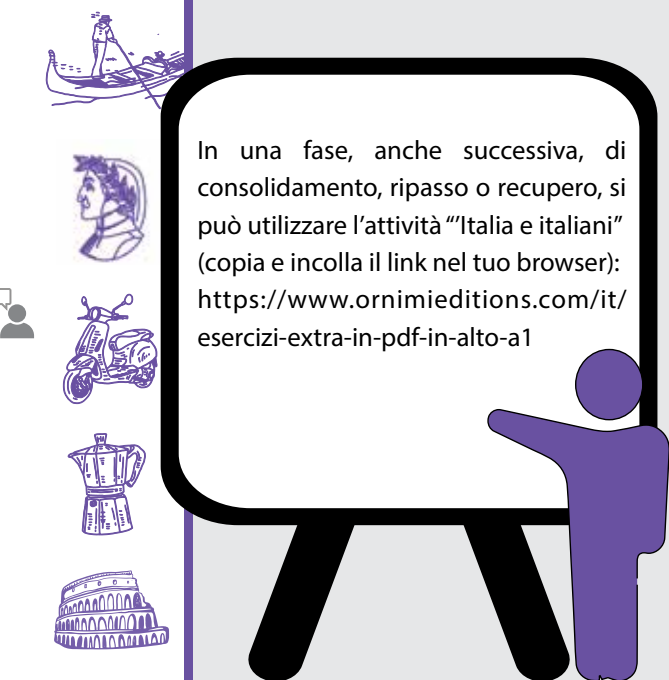 In una fase, anche successiva, di
consolidamento, ripasso o recupero, si
può utilizzare l’attività “’Italia e italiani”
(copia e incolla il link nel tuo browser):
https://www.ornimieditions.com/it/
esercizi-extra-in-pdf-in-alto-a1